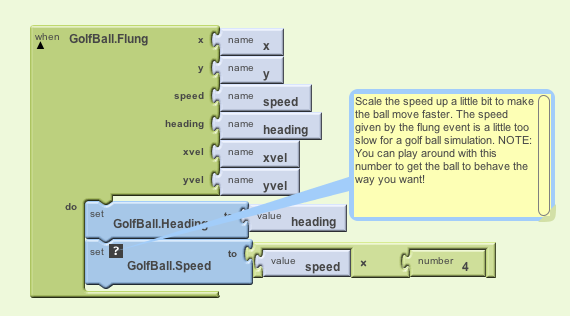 when GolfBall.Flung x name x
y name y
speed name speed
heading name heading
xvel name xvel
yvel name yvel
Scale the speed up a little bit to make
the ball move faster. The speed
given by the flung event is a little too
slow for a golf ball simulation. NOTE:
You can play around with this
number to get the ball to behave the
way you want!
do set GolfBall.Heading to value heading
set ? GolfBall.Speed to value speed × number 4